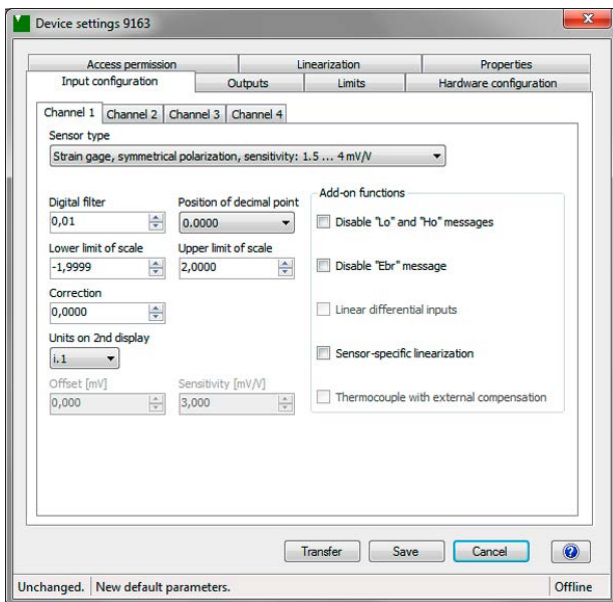 Device settings 9163
Access permission Linearization Properties
Input configuration Outputs Limits Hardware configuration
Channel 1 Channel 2 Channel 3 Channel 4
Sensor type
Strain gage, symmetrical polarization, sensitivity: 1.5 ... 4 mV/V
Digital filter Position of decimal point
0,01 0.0000
Lower limit of scale Upper limit of scale
-1,9999 2,0000
Correction
0,0000
Units on 2nd display
i.1
Offset [mV] Sensitivity [mV/V]
0,000 3,000
Add-on functions
Disable "Lo" and "Ho" messages
Disable "Ebr" message
Linear differential inputs
Sensor-specific linearization
Thermocouple with external compensation
Transfer Save Cancel ?
Unchanged. New default parameters. Offline